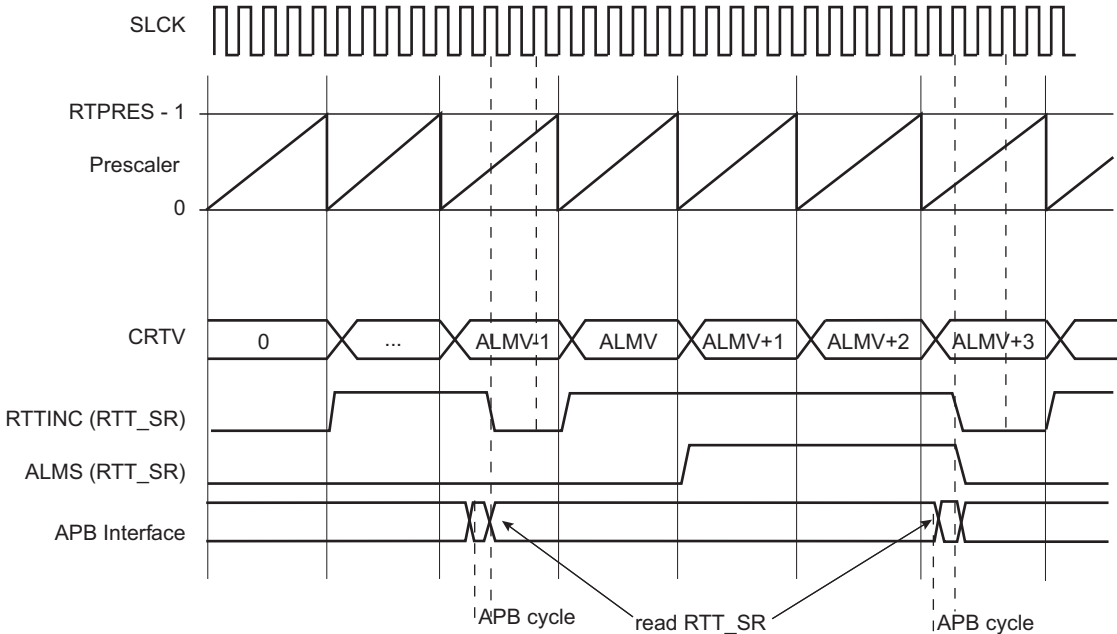 SLCK
RTPRES - 1
Prescaler
0
CRTV 0 ... ALMV-1 ALMV ALMV+1 ALMV+2 ALMV+3
RTTINC (RTT_SR)
ALMS (RTT_SR)
APB Interface
APB cycle read RTT_SR APB cycle